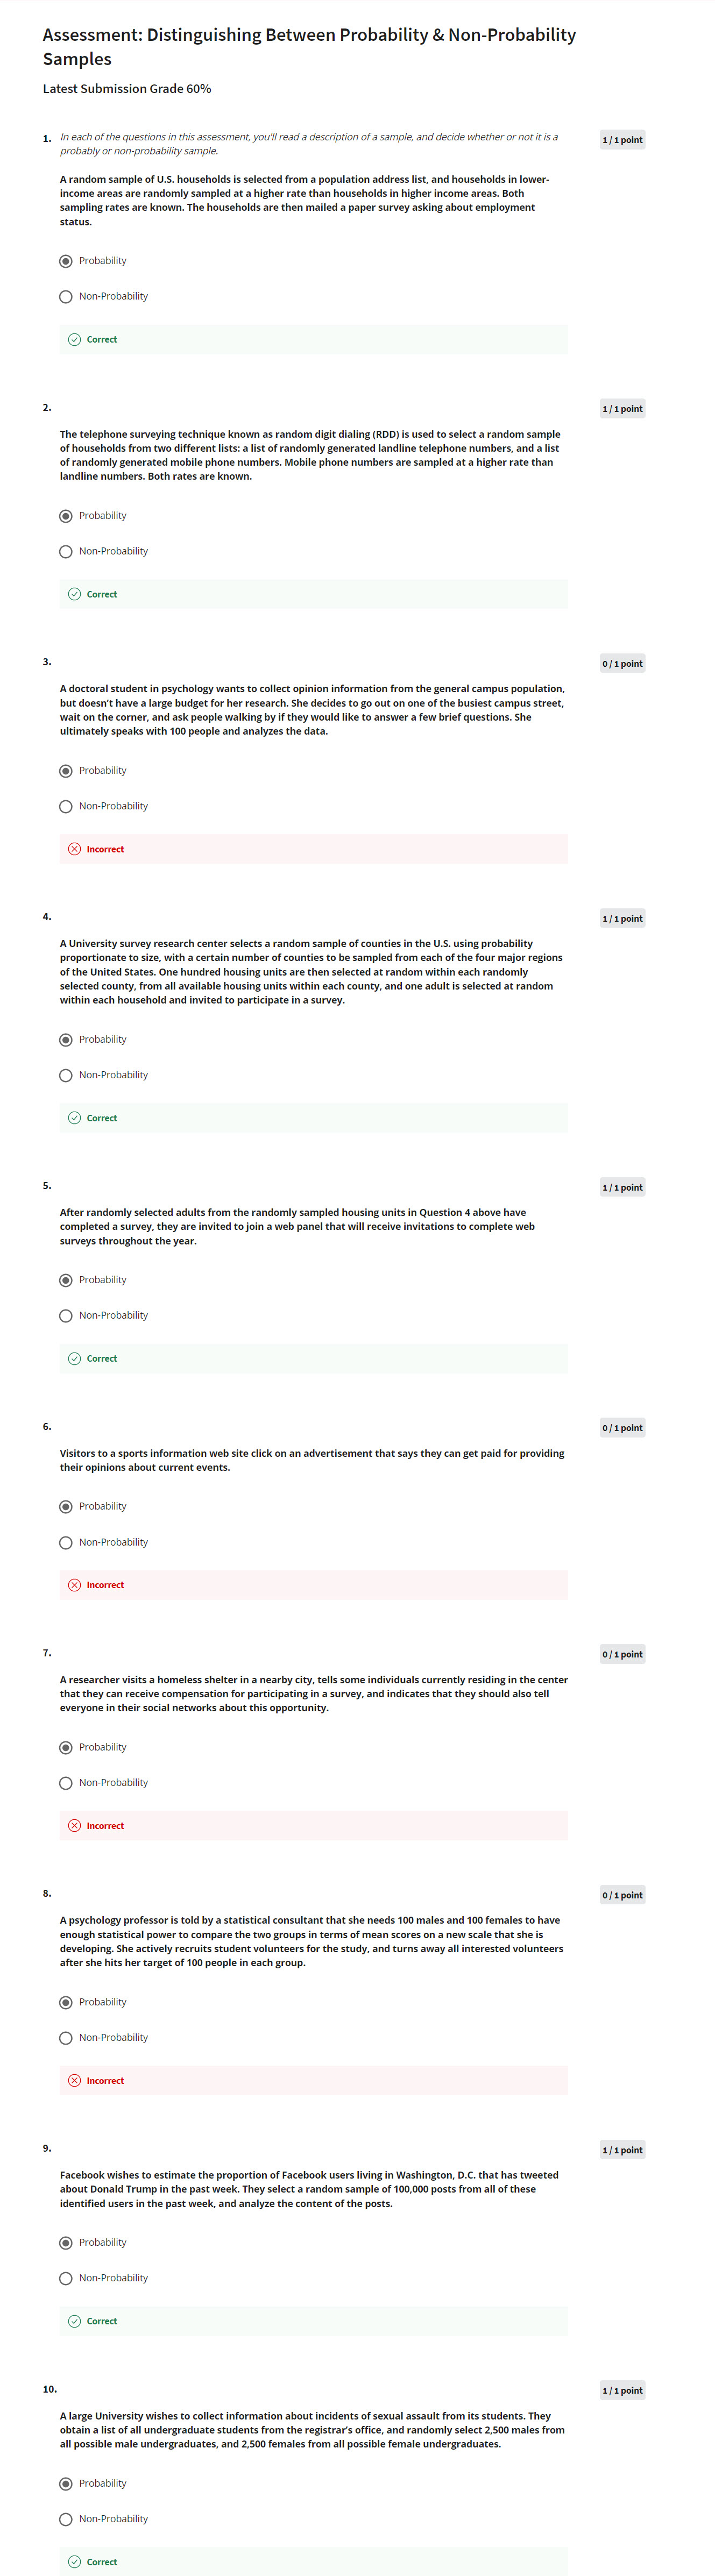 Assessment: Distinguishing Between Probability & Non-Probability
Samples
Latest Submission Grade 60%
1. In each of the questions in this assessment, you'll read a description of a sample, and decide whether or not it is a 1 / 1 point
probably or non-probability sample.
A random sample of U.S. households is selected from a population address list, and households in lower-
income areas are randomly sampled at a higher rate than households in higher income areas. Both
sampling rates are known. The households are then mailed a paper survey asking about employment
status.
Probability
Non-Probability
Correct
2. 1 / 1 point
The telephone surveying technique known as random digit dialing (RDD) is used to select a random sample
of households from two different lists: a list of randomly generated landline telephone numbers, and a list
of randomly generated mobile phone numbers. Mobile phone numbers are sampled at a higher rate than
landline numbers. Both rates are known.
Probability
Non-Probability
Correct
3. 0 / 1 point
A doctoral student in psychology wants to collect opinion information from the general campus population,
but doesn't have a large budget for her research. She decides to go out on one of the busiest campus street,
wait on the corner, and ask people walking by if they would like to answer a few brief questions. She
ultimately speaks with 100 people and analyzes the data.
Probability
Non-Probability
Incorrect
4. 1 / 1 point
A University survey research center selects a random sample of counties in the U.S. using probability
proportionate to size, with a certain number of counties to be sampled from each of the four major regions
of the United States. One hundred housing units are then selected at random within each randomly
selected county, from all available housing units within each county, and one adult is selected at random
within each household and invited to participate in a survey.
Probability
Non-Probability
Correct
5. 1 / 1 point
After randomly selected adults from the randomly sampled housing units in Question 4 above have
completed a survey, they are invited to join a web panel that will receive invitations to complete web
surveys throughout the year.
Probability
Non-Probability
Correct
6. 0 / 1 point
Visitors to a sports information web site click on an advertisement that says they can get paid for providing
their opinions about current events.
Probability
Non-Probability
Incorrect
7. 0 / 1 point
A researcher visits a homeless shelter in a nearby city, tells some individuals currently residing in the center
that they can receive compensation for participating in a survey, and indicates that they should also tell
everyone in their social networks about this opportunity.
Probability
Non-Probability
Incorrect
8. 0 / 1 point
A psychology professor is told by a statistical consultant that she needs 100 males and 100 females to have
enough statistical power to compare the two groups in terms of mean scores on a new scale that she is
developing. She actively recruits student volunteers for the study, and turns away all interested volunteers
after she hits her target of 100 people in each group.
Probability
Non-Probability
Incorrect
9. 1 / 1 point
Facebook wishes to estimate the proportion of Facebook users living in Washington, D.C. that has tweeted
about Donald Trump in the past week. They select a random sample of 100,000 posts from all of these
identified users in the past week, and analyze the content of the posts.
Probability
Non-Probability
Correct
10. 1 / 1 point
A large University wishes to collect information about incidents of sexual assault from its students. They
obtain a list of all undergraduate students from the registrar's office, and randomly select 2,500 males from
all possible male undergraduates, and 2,500 females from all possible female undergraduates.
Probability
Non-Probability
Correct